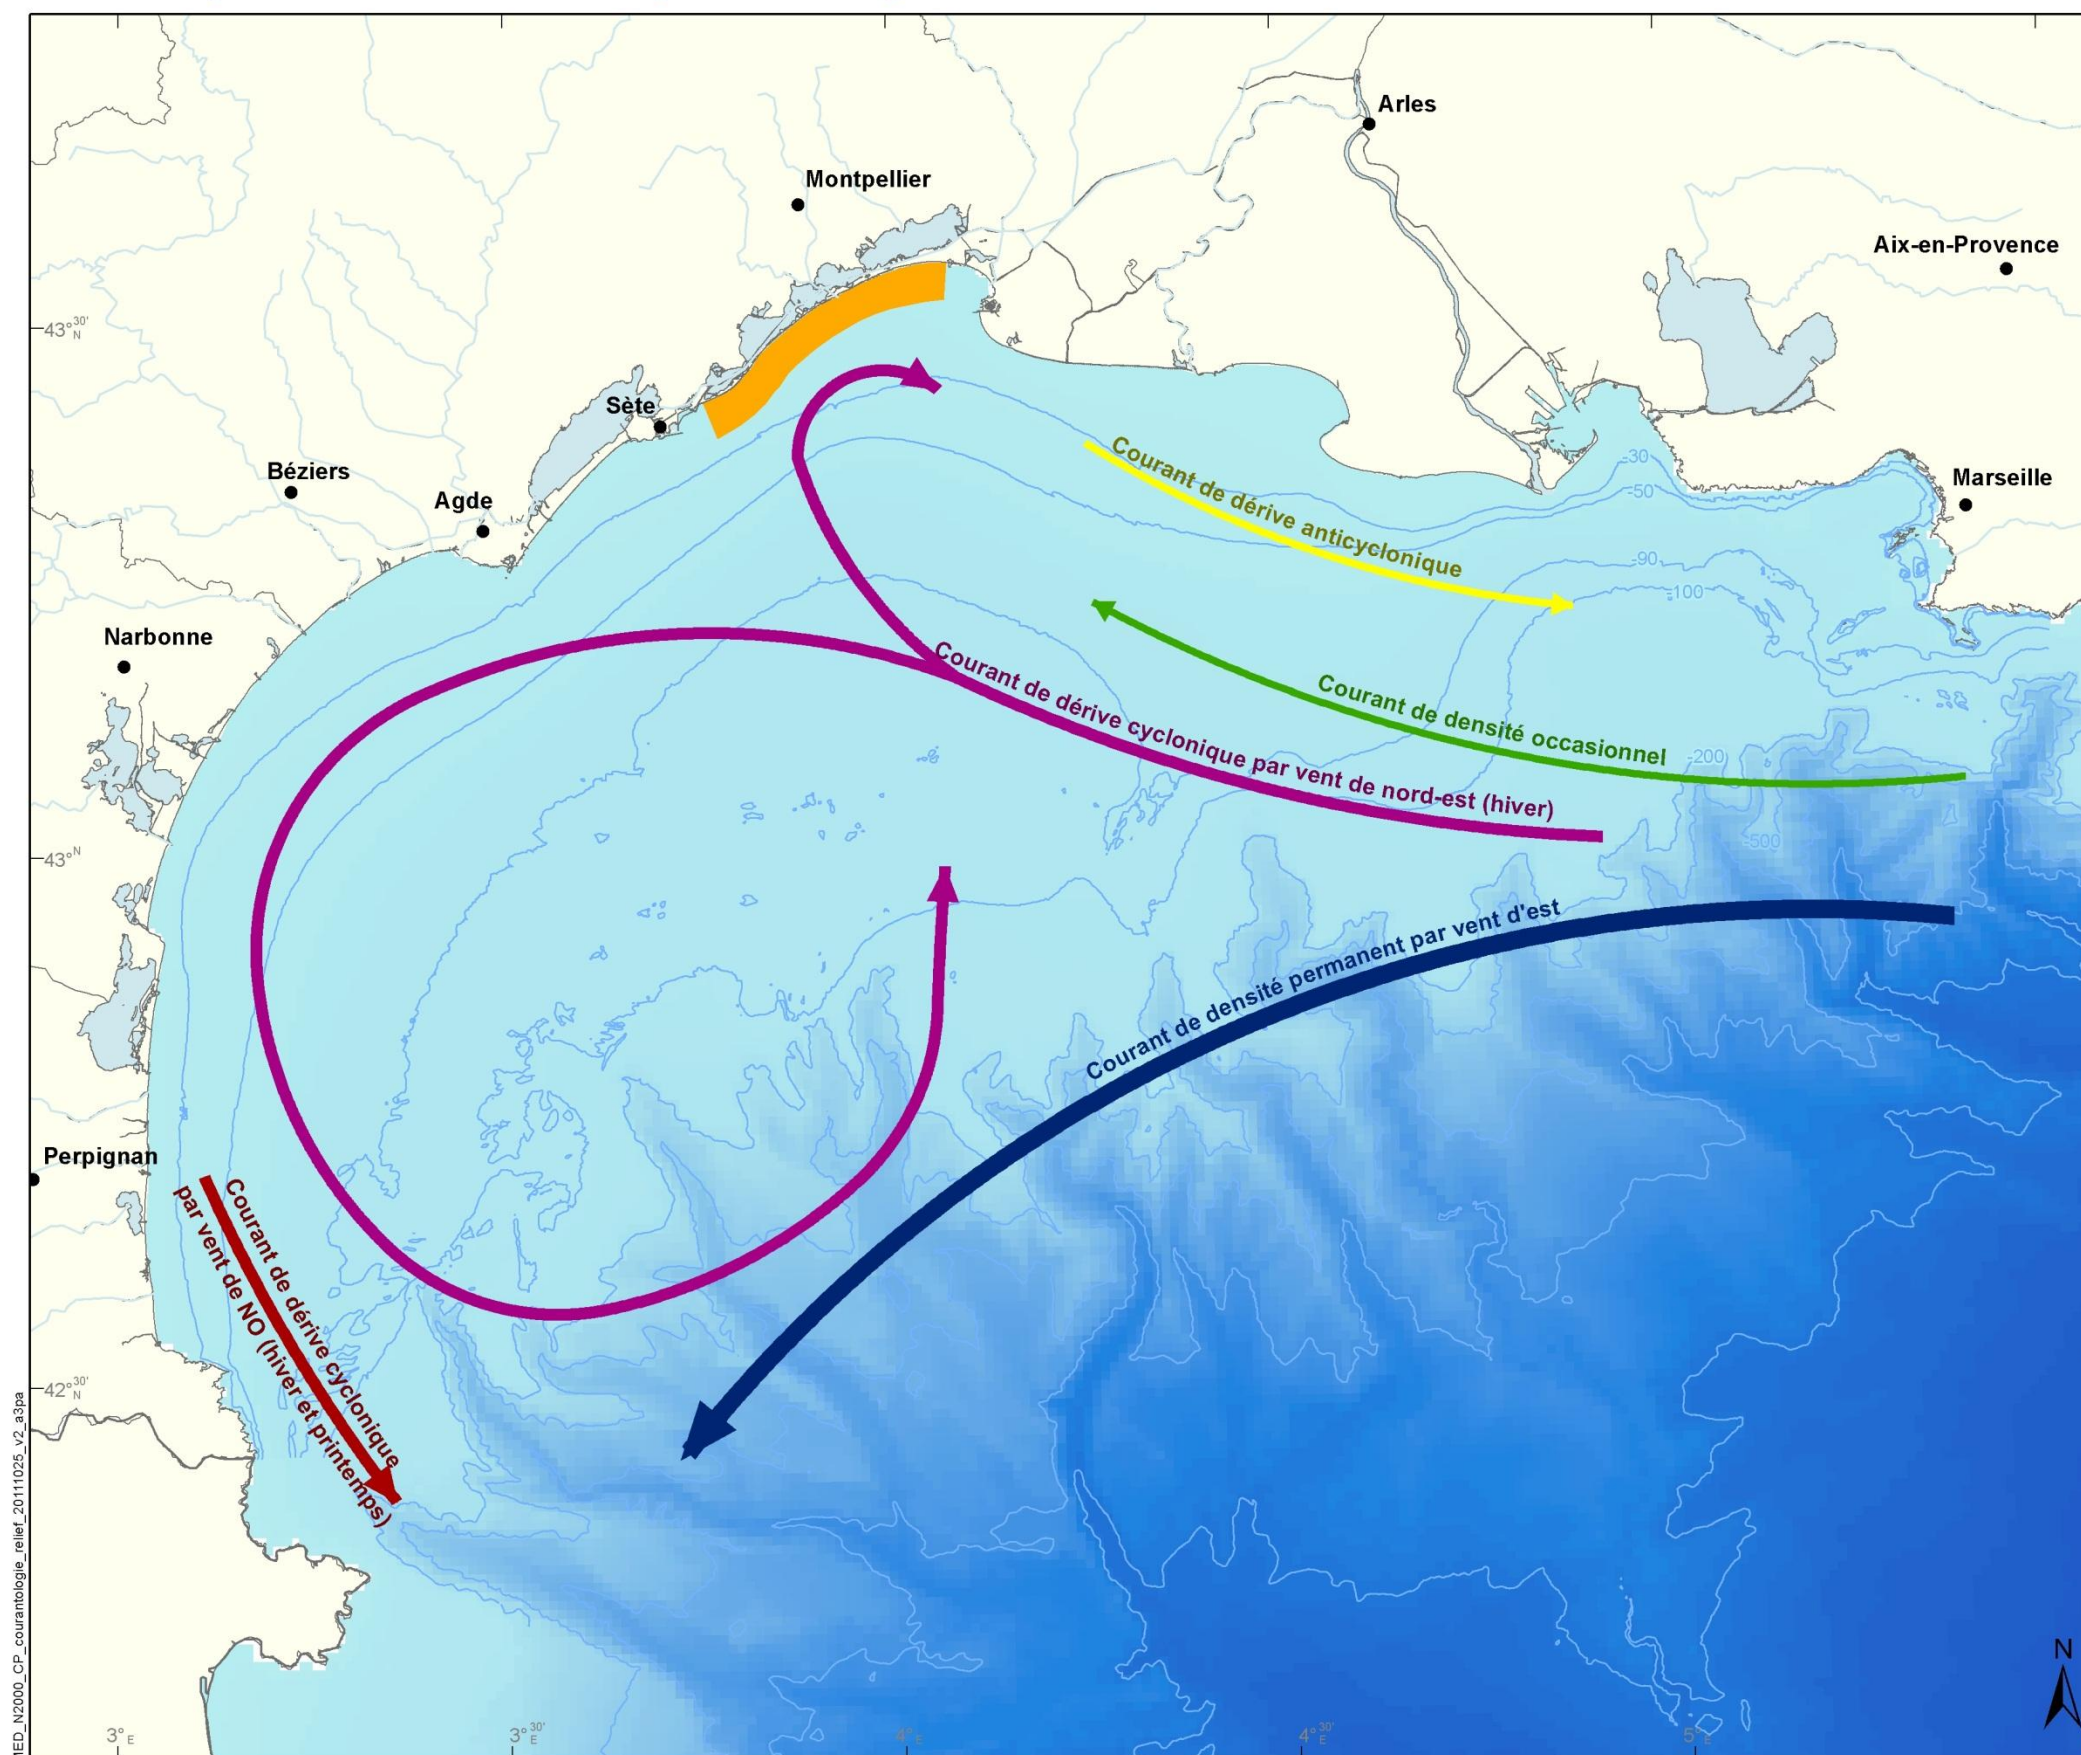 Arles
Montpellier
Aix-en-Provence
43°30' N
Sète
Marseille
Béziers
Agde
Courant de dérive anticyclonique
-30
-50
-90
-100
Narbonne
Courant de dérive cyclonique par vent de nord-est (hiver)
Courant de densité occasionnel
-200
-500
43° N
Courant de densité permanent par vent d'est
Perpignan
Courant de dérive cyclonique
par vent de NO (hiver et printemps)
42°30' N
MED_N2000_CP_courantologie_relief_20111025_v2_a3pa
N
3° E
3°30' E
4° E
4°30' E
5° E